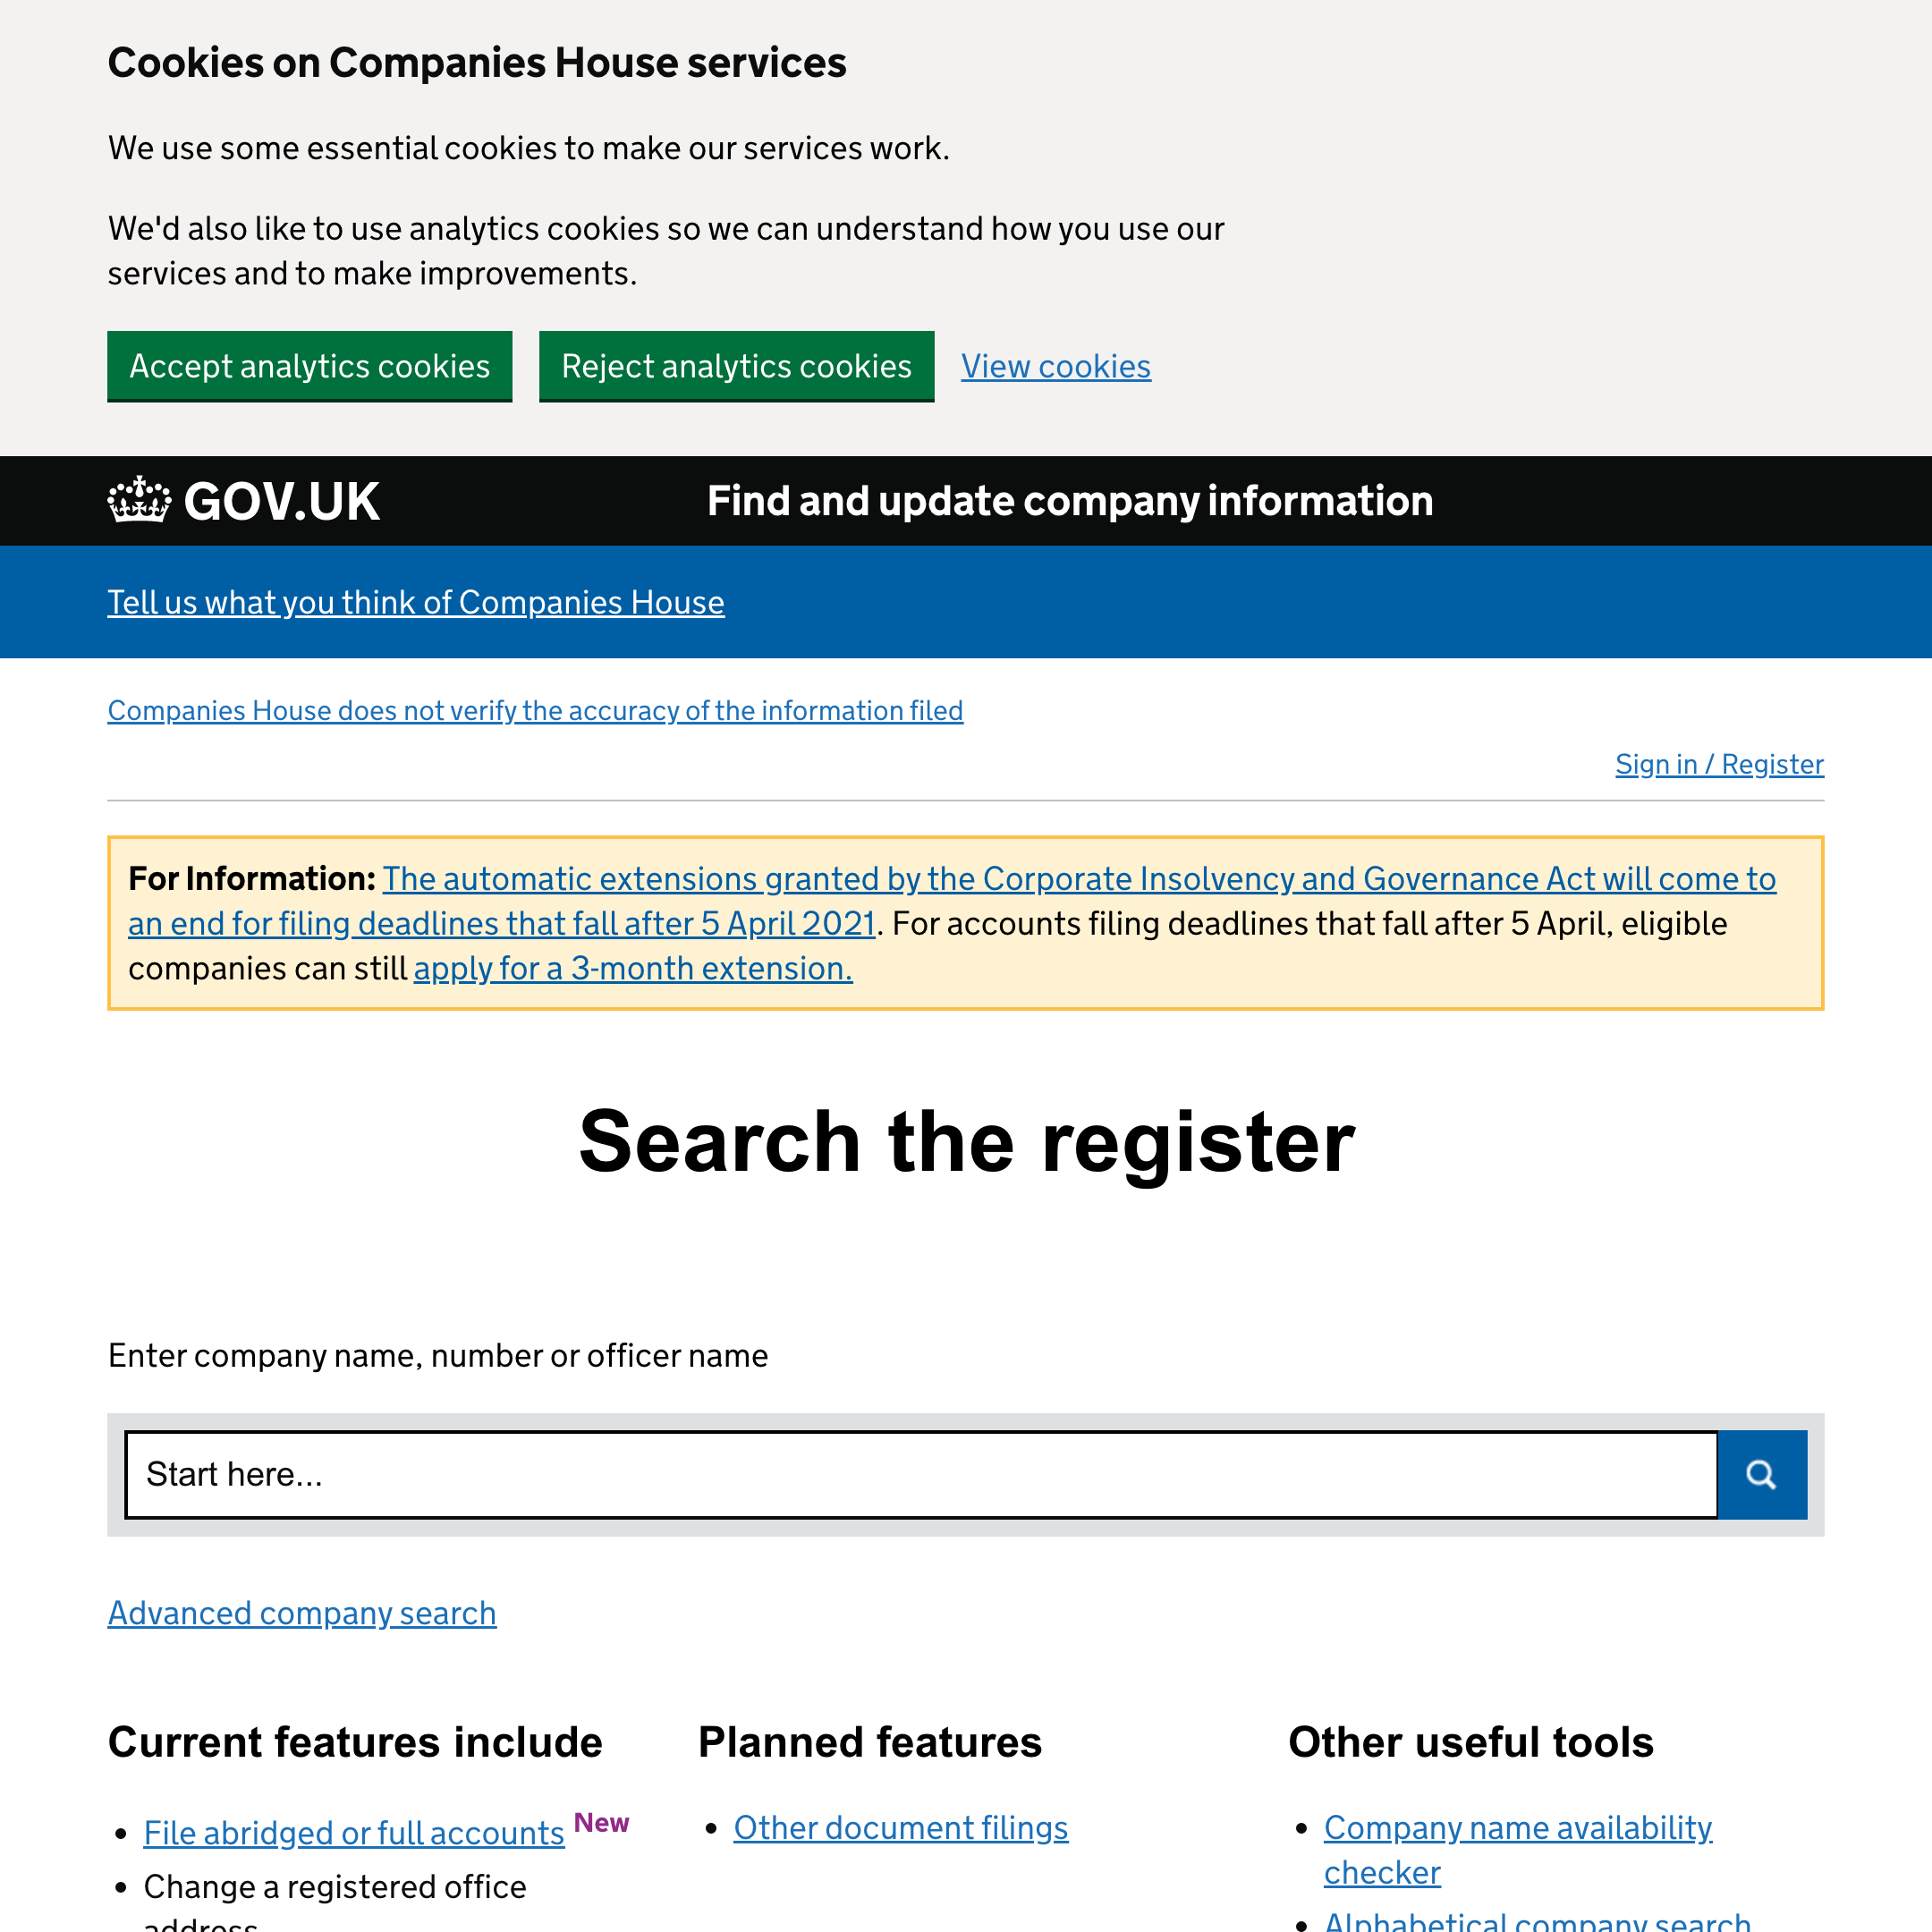 Cookies on Companies House services
We use some essential cookies to make our services work.
We'd also like to use analytics cookies so we can understand how you use our
services and to make improvements.
Accept analytics cookies Reject analytics cookies View cookies
GOV.UK Find and update company information
Tell us what you think of Companies House
Companies House does not verify the accuracy of the information filed
Sign in / Register
For Information: The automatic extensions granted by the Corporate Insolvency and Governance Act will come to
an end for filing deadlines that fall after 5 April 2021. For accounts filing deadlines that fall after 5 April, eligible
companies can still apply for a 3-month extension.
Search the register
Enter company name, number or officer name
Start here...
Advanced company search
Current features include
File abridged or full accounts New
Change a registered office
address
Planned features
Other document filings
Other useful tools
Company name availability
checker
Alphabetical company search